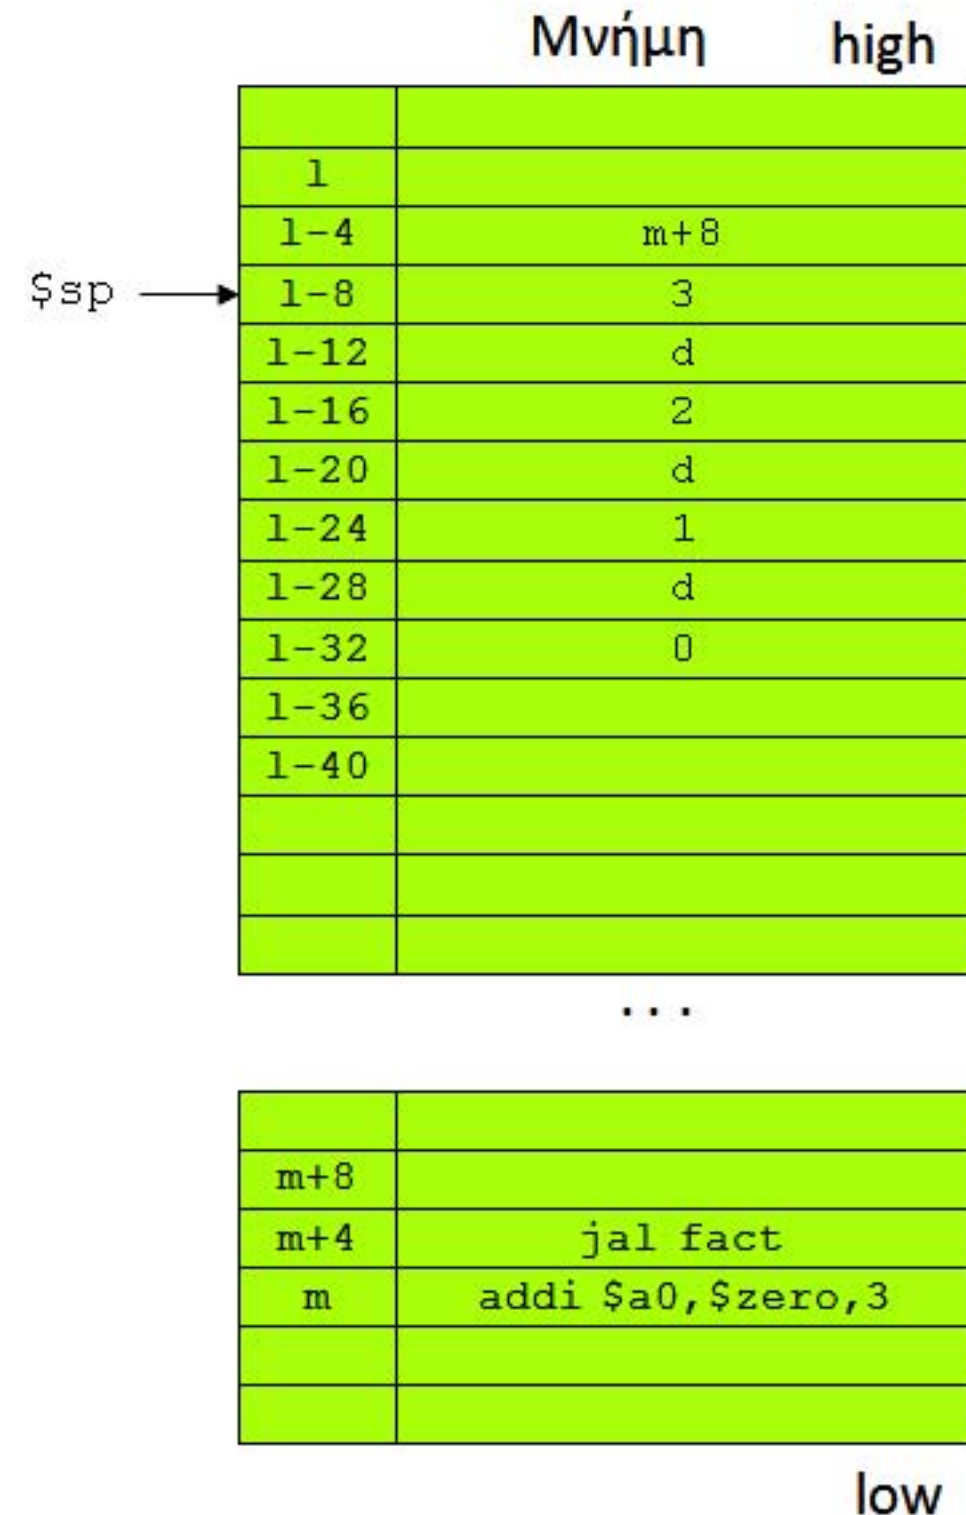 Μνήμη high
l
l-4 m+8
$sp l-8 3
l-12 d
l-16 2
l-20 d
l-24 1
l-28 d
l-32 0
l-36
l-40
...
m+8
m+4 jal fact
m addi $a0,$zero,3
low